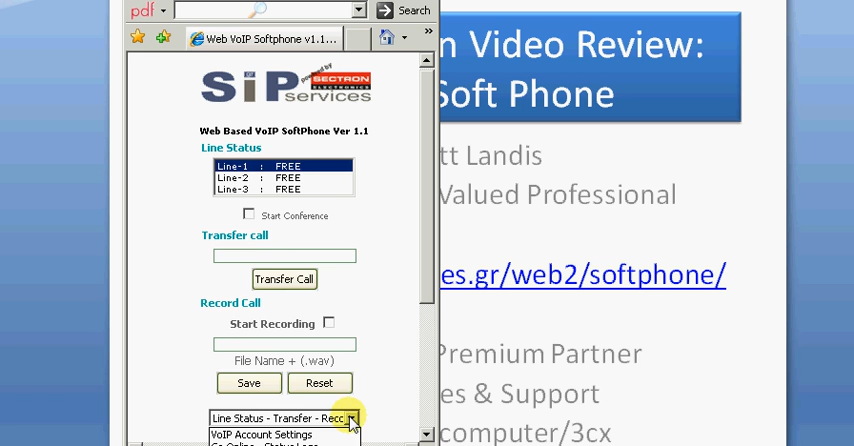 pdf
Search
Web VoIP Softphone v1.1...
n Video Review:
Soft Phone
SiP
powered by
SECTRON
ELECTRONICS
services
Web Based VoIP SoftPhone Ver 1.1
Line Status
Line-1 : FREE
Line-2 : FREE
Line-3 : FREE
Start Conference
Transfer call
Transfer Call
Record Call
Start Recording
File Name + (.wav)
Save
Reset
Line Status - Transfer - Reco
VoIP Account Settings
tt Landis
Valued Professional
es.gr/web2/softphone/
Premium Partner
es & Support
computer/3cx